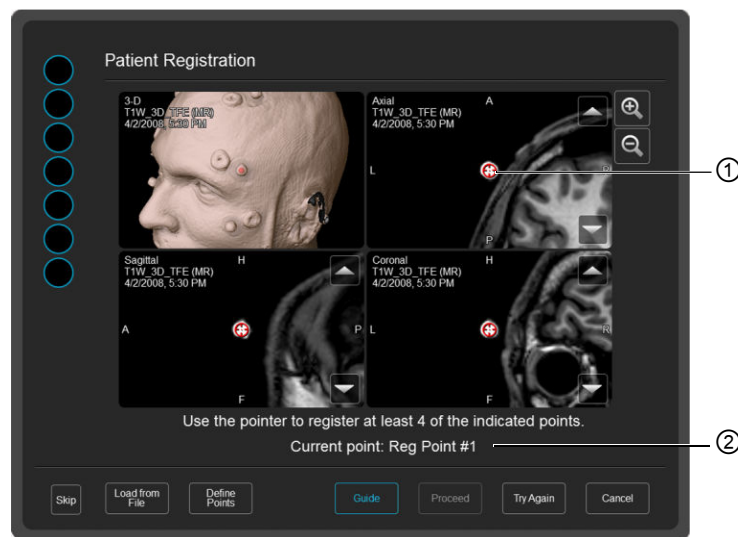 Patient Registration
3-D
T1W_3D_TFE (MR)
4/2/2008, 5:30 PM
Axial
T1W_3D_TFE (MR)
4/2/2008, 5:30 PM
A
L
R
P
①
Sagittal
T1W_3D_TFE (MR)
4/2/2008, 5:30 PM
H
A
P
F
Coronal
T1W_3D_TFE (MR)
4/2/2008, 5:30 PM
H
L
R
F
Use the pointer to register at least 4 of the indicated points.
Current point: Reg Point #1
②
Skip
Load from
File
Define
Points
Guide
Proceed
Try Again
Cancel